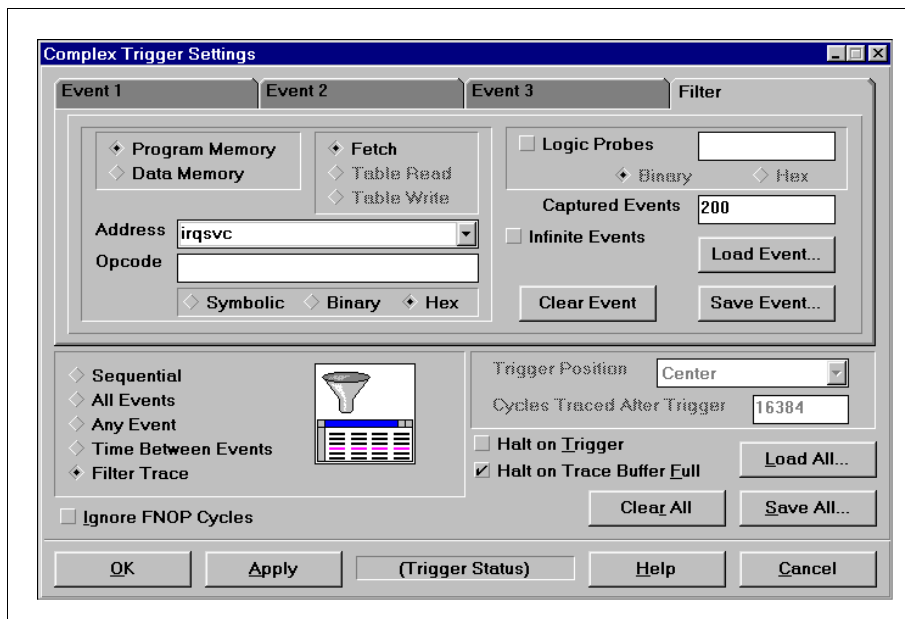 Complex Trigger Settings
Event 1
Event 2
Event 3
Filter
Program Memory
Data Memory
Fetch
Table Read
Table Write
Logic Probes
Binary
Hex
Captured Events
200
Address
irqsvc
Infinite Events
Load Event...
Opcode
Symbolic
Binary
Hex
Clear Event
Save Event...
Sequential
All Events
Any Event
Time Between Events
Filter Trace
Trigger Position
Center
Cycles Traced After Trigger
16384
Halt on Trigger
Halt on Trace Buffer Full
Load All...
Ignore FNOP Cycles
Clear All
Save All...
OK
Apply
(Trigger Status)
Help
Cancel